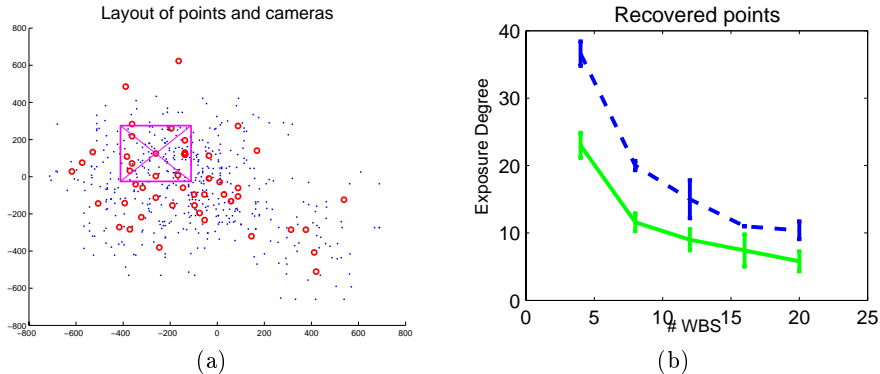 Layout of points and cameras
800
600
400
200
0
−200
−400
−600
−800
−800 −600 −400 −200 0 200 400 600 800
(a)
Recovered points
Exposure Degree
40
30
20
10
0
0 5 10 15 20 25
# WBS
(b)